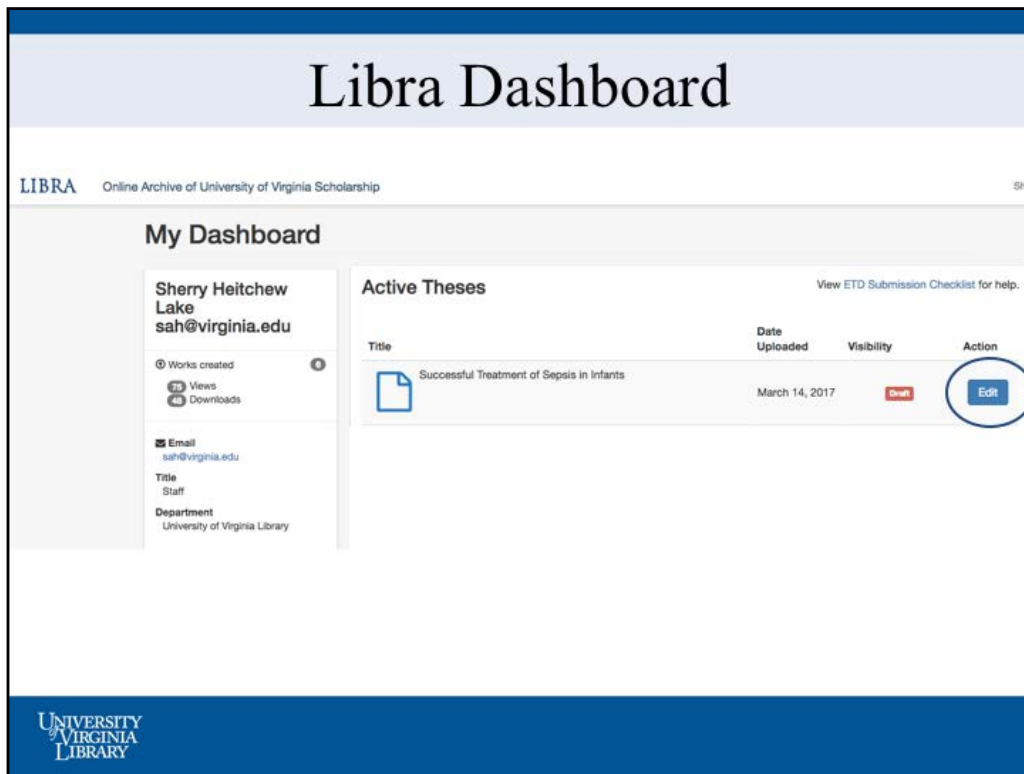 Libra Dashboard
LIBRA Online Archive of University of Virginia Scholarship
My Dashboard
Sherry Heitchew
Lake
sah@virginia.edu
Works created
75 Views
Downloads
Email
sah@virginia.edu
Title
Staff
Department
University of Virginia Library
Active Theses
View ETD Submission Checklist for help.
Title Date Uploaded Visibility Action
Successful Treatment of Sepsis in Infants
March 14, 2017 Draft Edit
UNIVERSITY
of VIRGINIA
LIBRARY